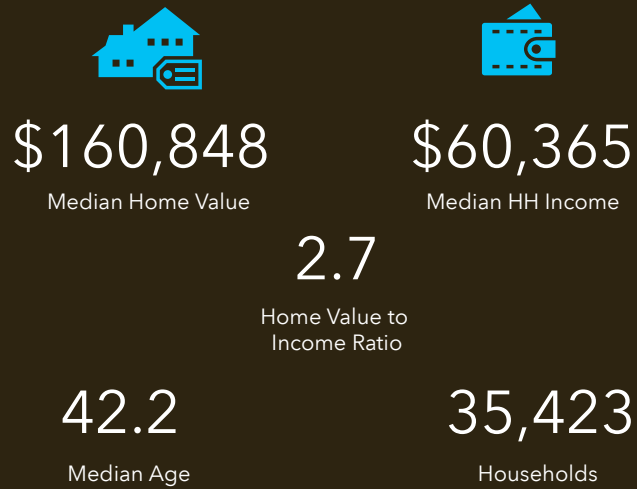 $160,848
Median Home Value
$60,365
Median HH Income
2.7
Home Value to
Income Ratio
42.2
Median Age
35,423
Households